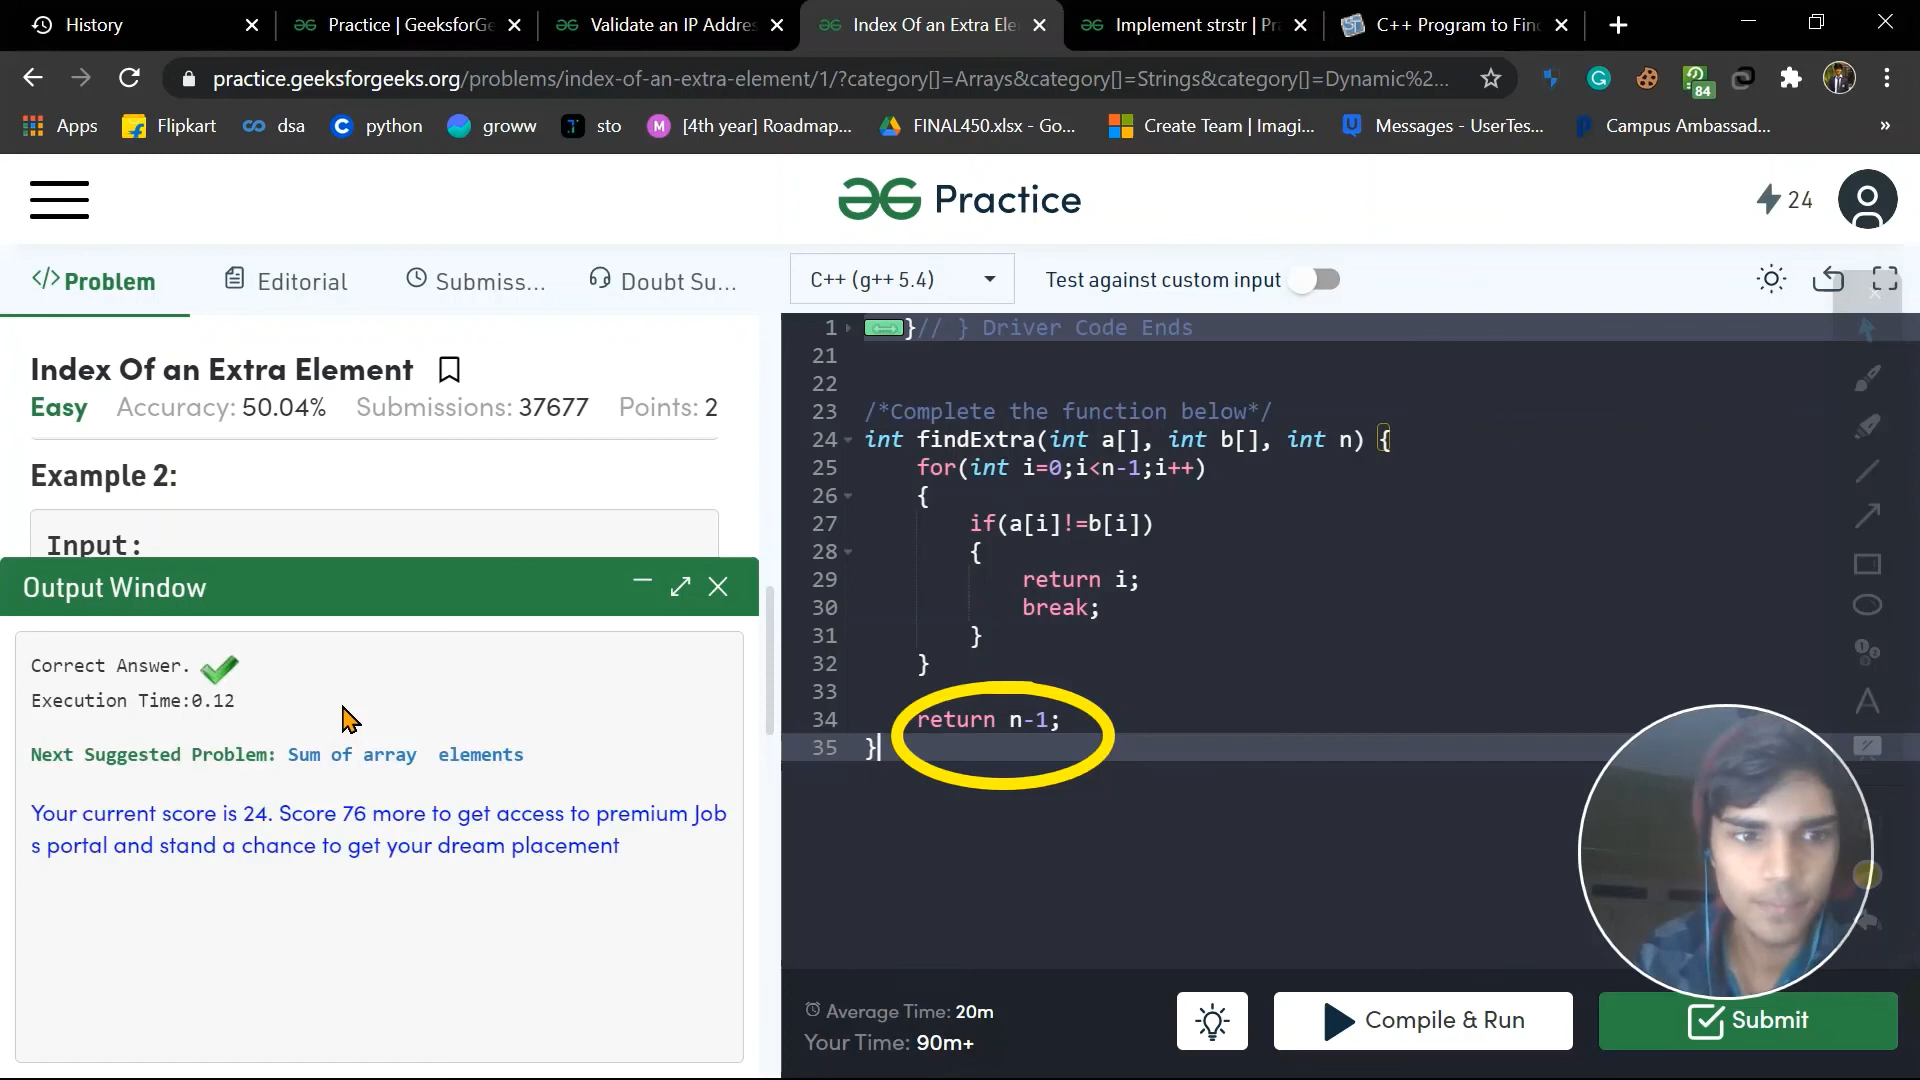 History
Practice | GeeksforGe
Validate an IP Addres
Index Of an Extra Ele
Implement strstr | Pra
C++ Program to Find
practice.geeksforgeeks.org/problems/index-of-an-extra-element/1/?category[]=Arrays&category[]=Strings&category[]=Dynamic%2...
84
Apps
Flipkart
dsa
python
groww
sto
[4th year] Roadmap...
FINAL450.xlsx - Go...
Create Team | Imagi...
Messages - UserTes...
Campus Ambassad...
»
Practice
24
</> Problem
Editorial
Submiss...
Doubt Su...
C++ (g++ 5.4)
Test against custom input
Index Of an Extra Element
Easy Accuracy: 50.04% Submissions: 37677 Points: 2
Example 2:
Input:
Output Window
Correct Answer.
Execution Time:0.12
Next Suggested Problem: Sum of array elements
Your current score is 24. Score 76 more to get access to premium Job
s portal and stand a chance to get your dream placement
1 }// } Driver Code Ends
21
22
23 /*Complete the function below*/
24 int findExtra(int a[], int b[], int n) {
25 for(int i=0;i<n-1;i++)
26 {
27 if(a[i]!=b[i])
28 {
29 return i;
30 break;
31 }
32 }
33
34 return n-1;
35 }
Average Time: 20m
Your Time: 90m+
Compile & Run
Submit